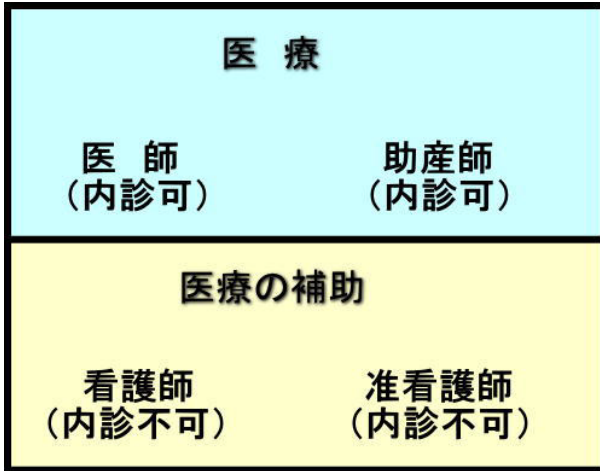 医 療
医 師 助産師
(内診可) (内診可)
医療の補助
看護師 准看護師
(内診不可) (内診不可)